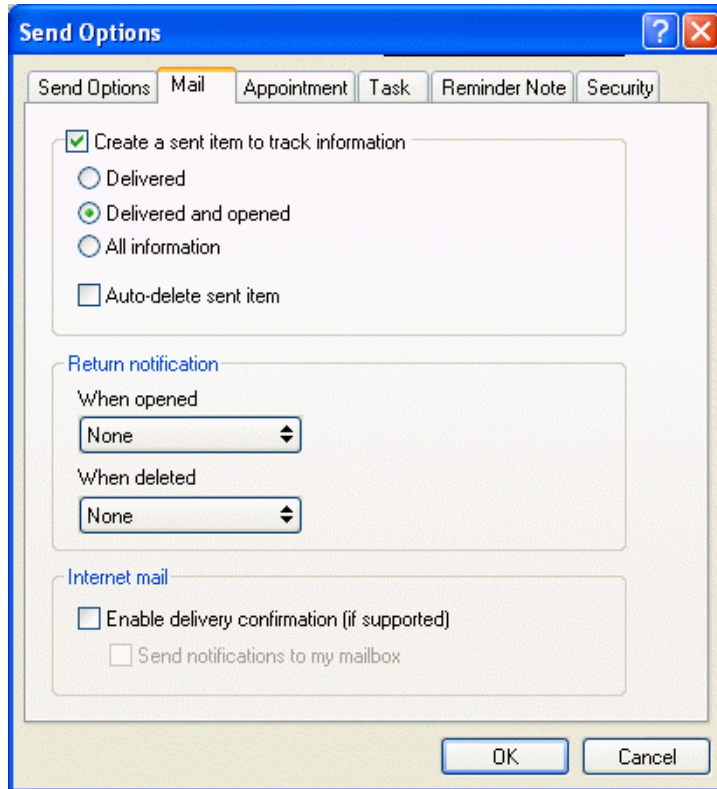 Send Options
Send Options Mail Appointment Task Reminder Note Security
Create a sent item to track information
Delivered
Delivered and opened
All information
Auto-delete sent item
Return notification
When opened
None
When deleted
None
Internet mail
Enable delivery confirmation (if supported)
Send notifications to my mailbox
OK Cancel